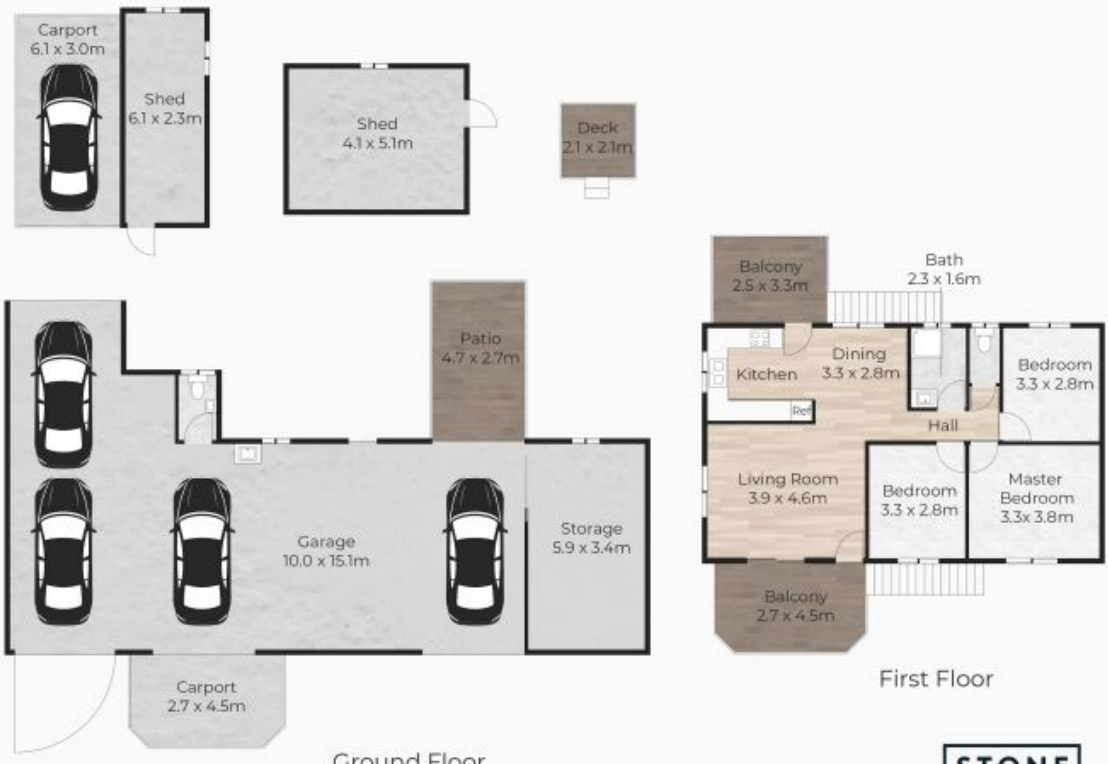 Carport
6.1 x 3.0m
Shed
6.1 x 2.3m
Shed
4.1 x 5.1m
Deck
2.1 x 2.1m
Patio
4.7 x 2.7m
Garage
10.0 x 15.1m
Storage
5.9 x 3.4m
Carport
2.7 x 4.5m
Ground Floor
Balcony
2.5 x 3.3m
Bath
2.3 x 1.6m
Kitchen
Dining
3.3 x 2.8m
Ref
Bedroom
3.3 x 2.8m
Hall
Living Room
3.9 x 4.6m
Bedroom
3.3 x 2.8m
Master
Bedroom
3.3x 3.8m
Balcony
2.7 x 4.5m
First Floor
STONE